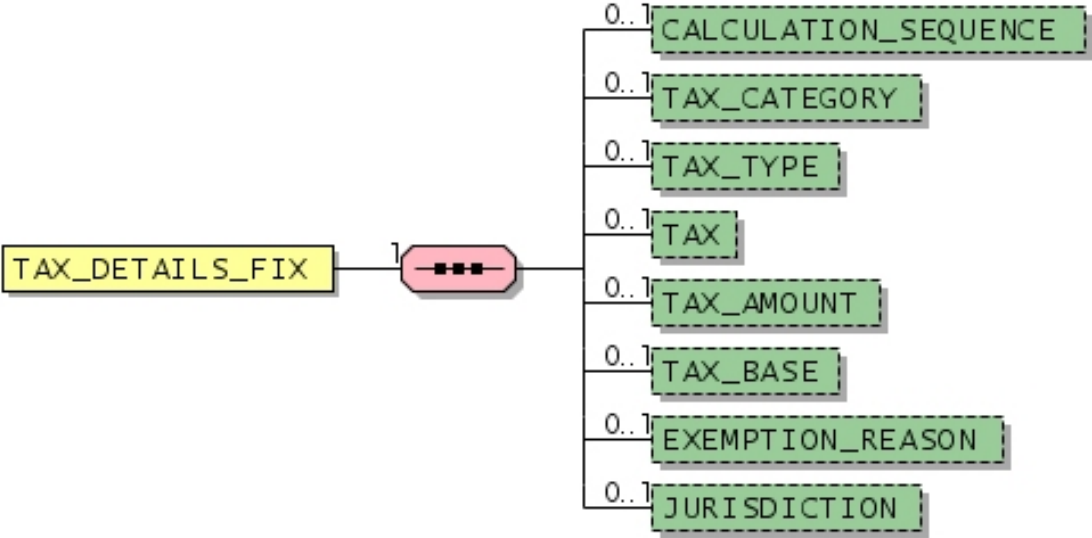 0..1
CALCULATION_SEQUENCE
0..1
TAX_CATEGORY
0..1
TAX_TYPE
0..1
TAX
TAX_DETAILS_FIX
1
0..1
TAX_AMOUNT
0..1
TAX_BASE
0..1
EXEMPTION_REASON
0..1
JURISDICTION